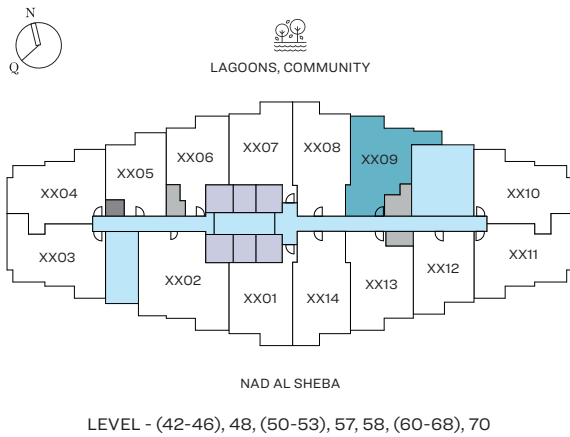 N
Q
LAGOONS, COMMUNITY
XX07
XX08
XX06
XX09
XX05
XX04
XX10
XX03
XX11
XX02
XX12
XX13
XX01
XX14
NAD AL SHEBA
LEVEL - (42-46), 48, (50-53), 57, 58, (60-68), 70